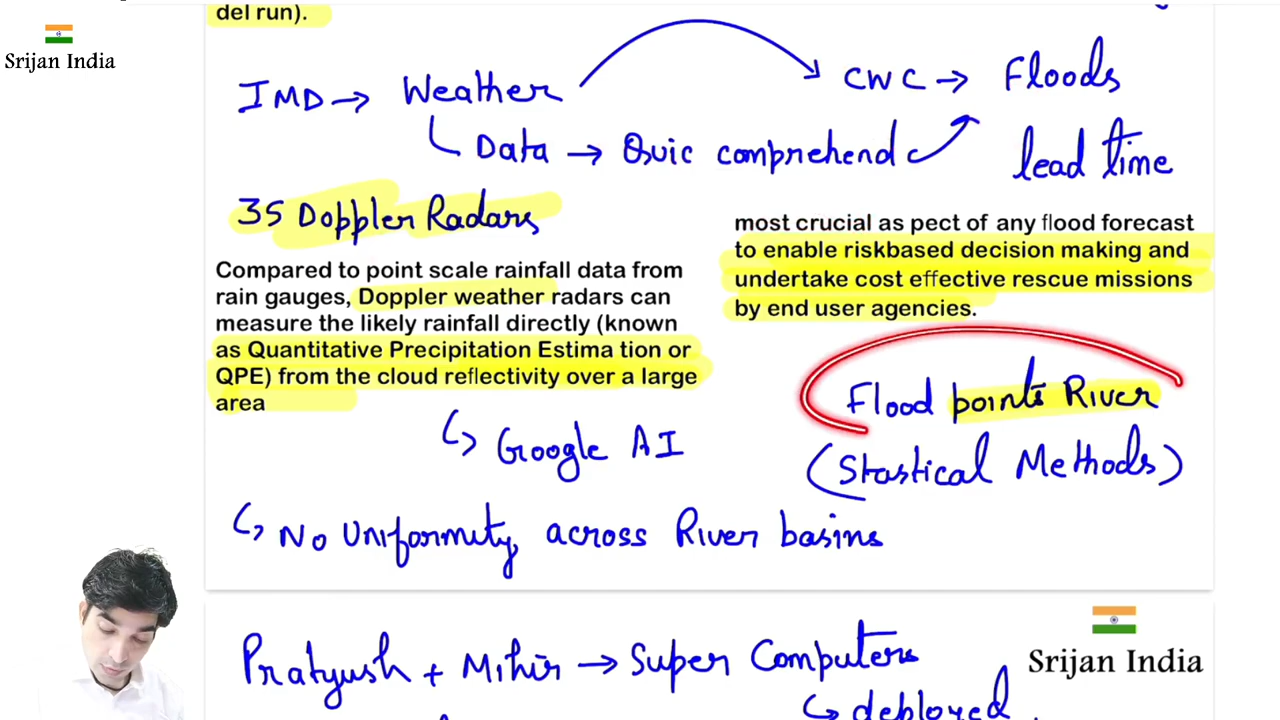 del run).
Srijan India
IMD → Weather
CWC → Floods
Data → Quic comprehend
lead time
35 Doppler Radars
Compared to point scale rainfall data from
rain gauges, Doppler weather radars can
measure the likely rainfall directly (known
as Quantitative Precipitation Estima tion or
QPE) from the cloud reflectivity over a large
area
most crucial as pect of any flood forecast
to enable riskbased decision making and
undertake cost effective rescue missions
by end user agencies.
Flood points River
(Stastical Methods)
Google AI
No Uniformity across River basins
Pratyush + Mihir → Super Computers
deployed
Srijan India